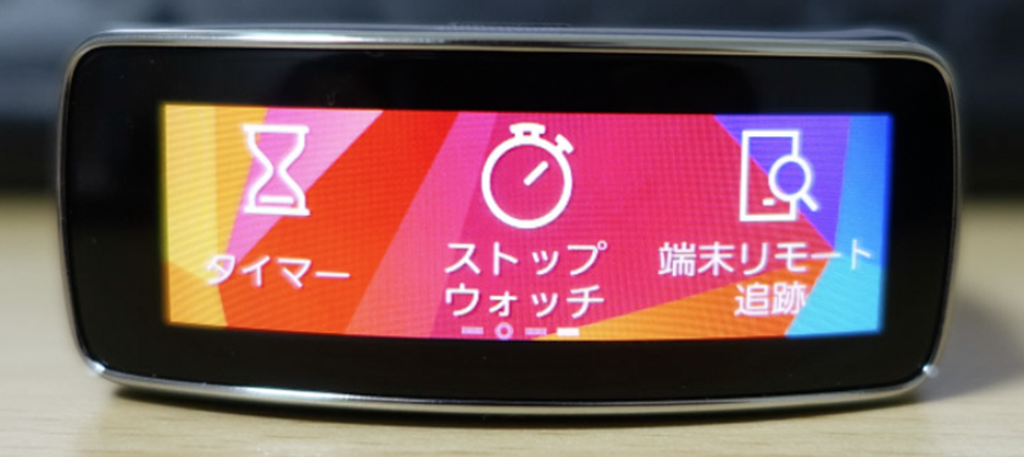 タイマー
ストップ
ウォッチ
端末リモート
追跡